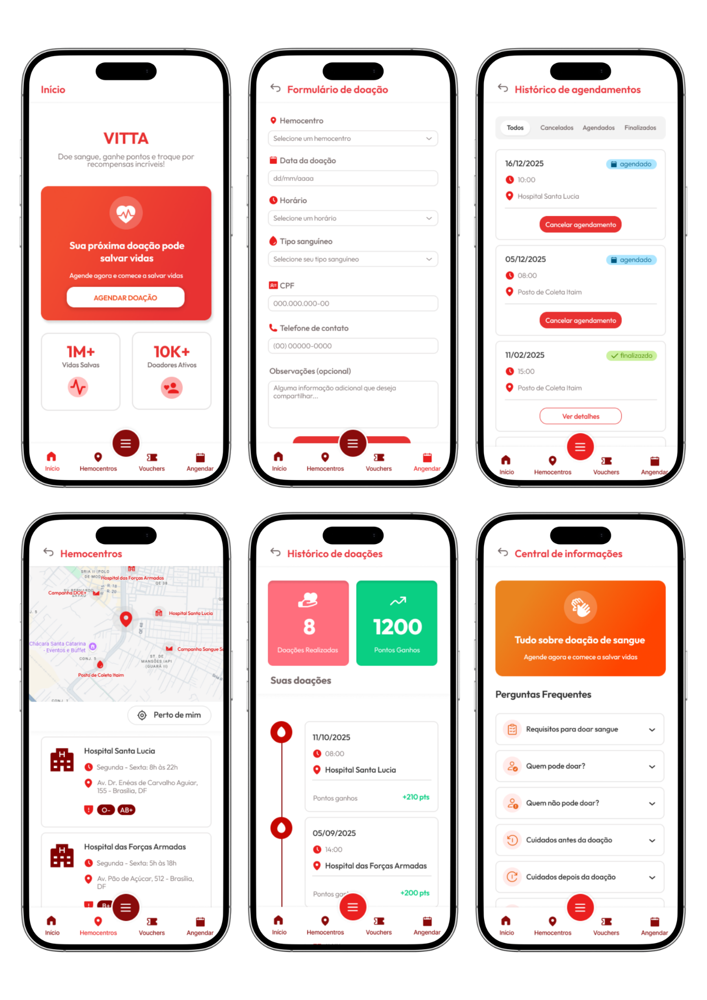 Início
VITTA
Doe sangue, ganhe pontos e troque por
recompensas incríveis!
Sua próxima doação pode
salvar vidas
Agende agora e comece a salvar vidas
AGENDAR DOAÇÃO
1M+
Vidas Salvas
10K+
Doadores Ativos
Início
Hemocentros
Vouchers
Angendar
Formulário de doação
Hemocentro
Selecione um hemocentro
Data da doação
dd/mm/aaaa
Horário
Selecione um horário
Tipo sanguíneo
Selecione seu tipo sanguíneo
CPF
000.000.000-00
Telefone de contato
(00) 00000-0000
Observações (opcional)
Alguma informação adicional que deseja
compartilhar...
Início
Hemocentros
Vouchers
Angendar
Histórico de agendamentos
Todos
Cancelados
Agendados
Finalizados
16/12/2025
agendado
10:00
Hospital Santa Lucia
Cancelar agendamento
05/12/2025
agendado
08:00
Posto de Coleta Itaim
Cancelar agendamento
11/02/2025
finalizazdo
15:00
Posto de Coleta Itaim
Ver detalhes
Início
Hemocentros
Vouchers
Angendar
Hemocentros
SRIA II (POLO
DE MODA)
Hospital das Forças Armadas
QE 38
R. 15
R. 18
R. 20
Campanha DOE+
Hospital Santa Lucia
QE 48
Chácara Santa Catarina
- Eventos e Buffet
Campanha Sangue
CONJ. 5
ST. DE
MANSÕES IAPI
(GUARÁ II)
Posto de Coleta Itaim
Sria II
CONJ. 1
Perto de mim
Hospital Santa Lucia
Segunda - Sexta: 8h às 22h
Av. Dr. Enéas de Carvalho Aguiar,
155 - Brasília, DF
O-
AB+
Hospital das Forças Armadas
Segunda - Sexta: 5h às 18h
Av. Pão de Açúcar, 512 - Brasília,
DF
B+
Início
Hemocentros
Vouchers
Angendar
Histórico de doações
8
Doações Realizadas
1200
Pontos Ganhos
Suas doações
11/10/2025
08:00
Hospital Santa Lucia
Pontos ganhos
+210 pts
05/09/2025
14:00
Hospital das Forças Armadas
Pontos
+200 pts
Início
Hemocentros
Vouchers
Angendar
Central de informações
Tudo sobre doação de sangue
Agende agora e comece a salvar vidas
Perguntas Frequentes
Requisitos para doar sangue
Quem pode doar?
Quem não pode doar?
Cuidados antes da doação
Cuidados depois da doação
Início
Hemocentros
Vouchers
Angendar